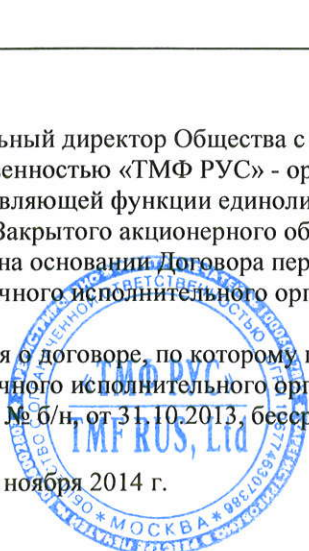 ьный директор Общества с
венностью «ТМФ РУС» - ор
вляющей функции единоли
Закрытого акционерного об
на основании Договора пер
чного исполнительного орг
я о договоре, по которому п
чного исполнительного орг
№ б/н, от 31.10.2013, бесср
ноября 2014 г.
«ТМФ РУС»
TMF RUS, Ltd
* МОСКВА *